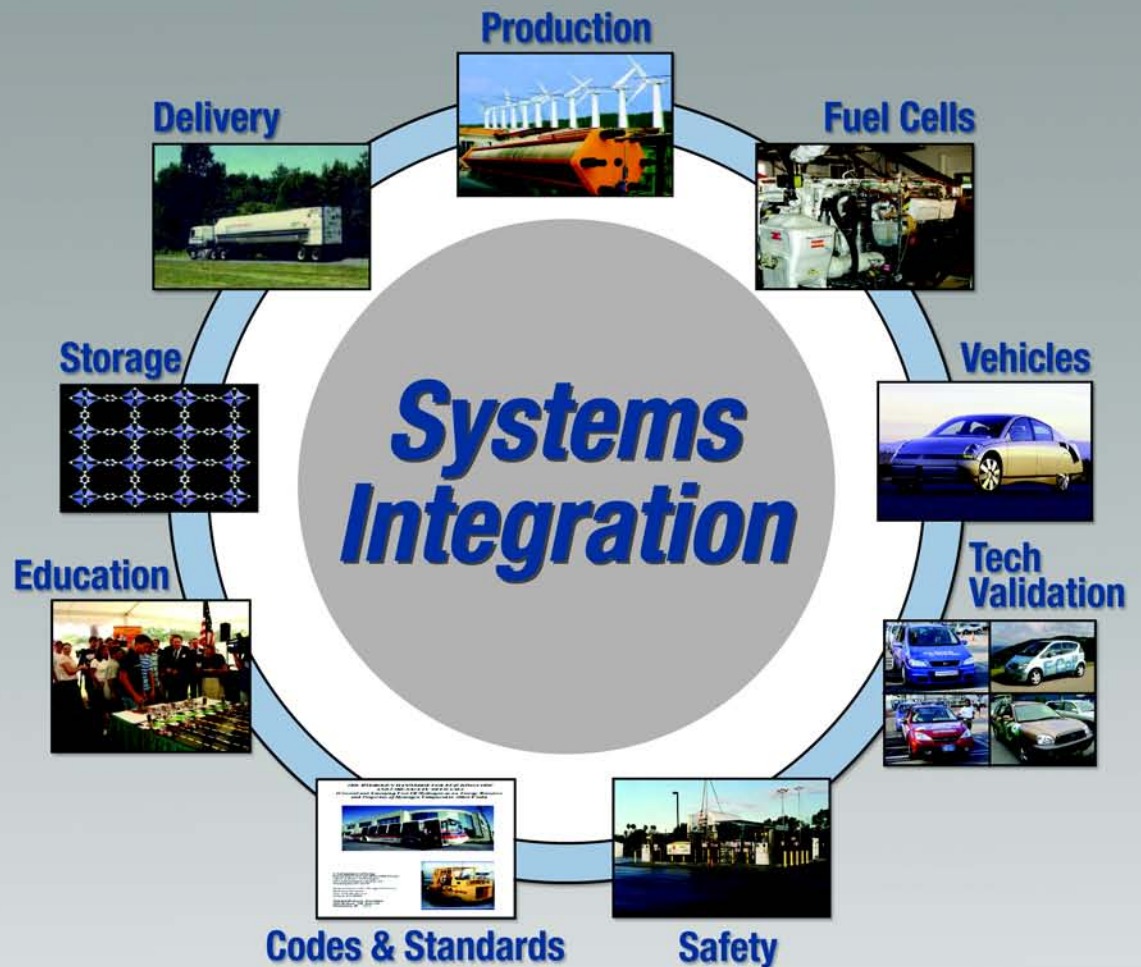 Production
Delivery
Fuel Cells
Storage
Vehicles
Systems
Integration
Education
Tech
Validation
Codes & Standards
Safety